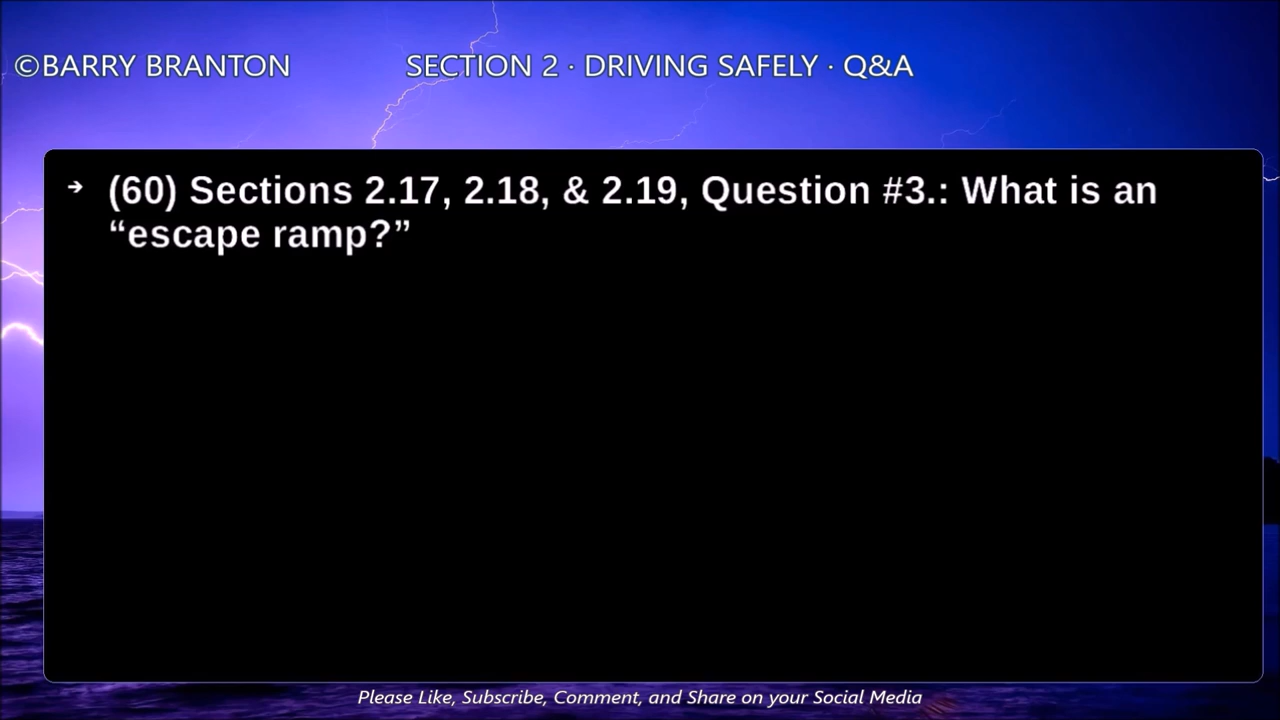 ©BARRY BRANTON
SECTION 2 · DRIVING SAFELY · Q&A
➔ (60) Sections 2.17, 2.18, & 2.19, Question #3.: What is an
“escape ramp?”
Please Like, Subscribe, Comment, and Share on your Social Media